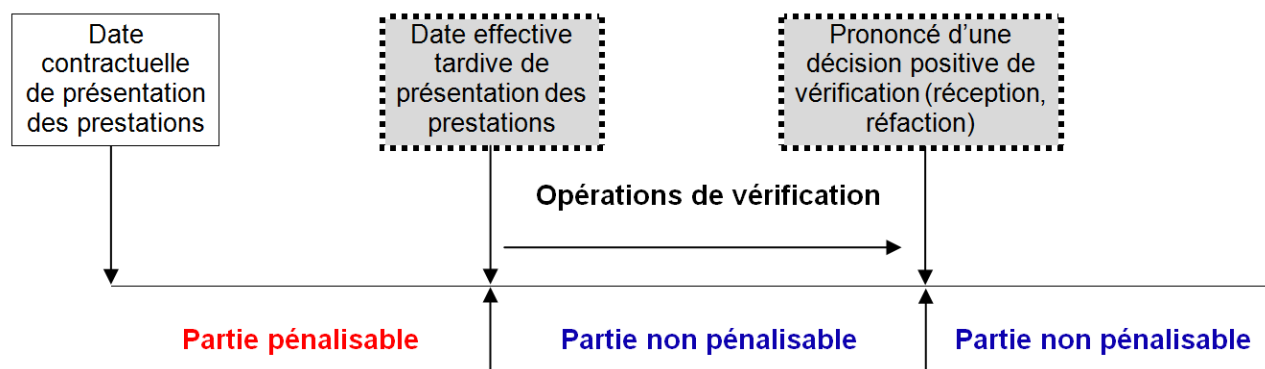 Date
contractuelle
de présentation
des prestations
Date effective
tardive de
présentation des
prestations
Prononcé d'une
décision positive de
vérification (réception,
réfaction)
Opérations de vérification
Partie pénalisable
Partie non pénalisable
Partie non pénalisable